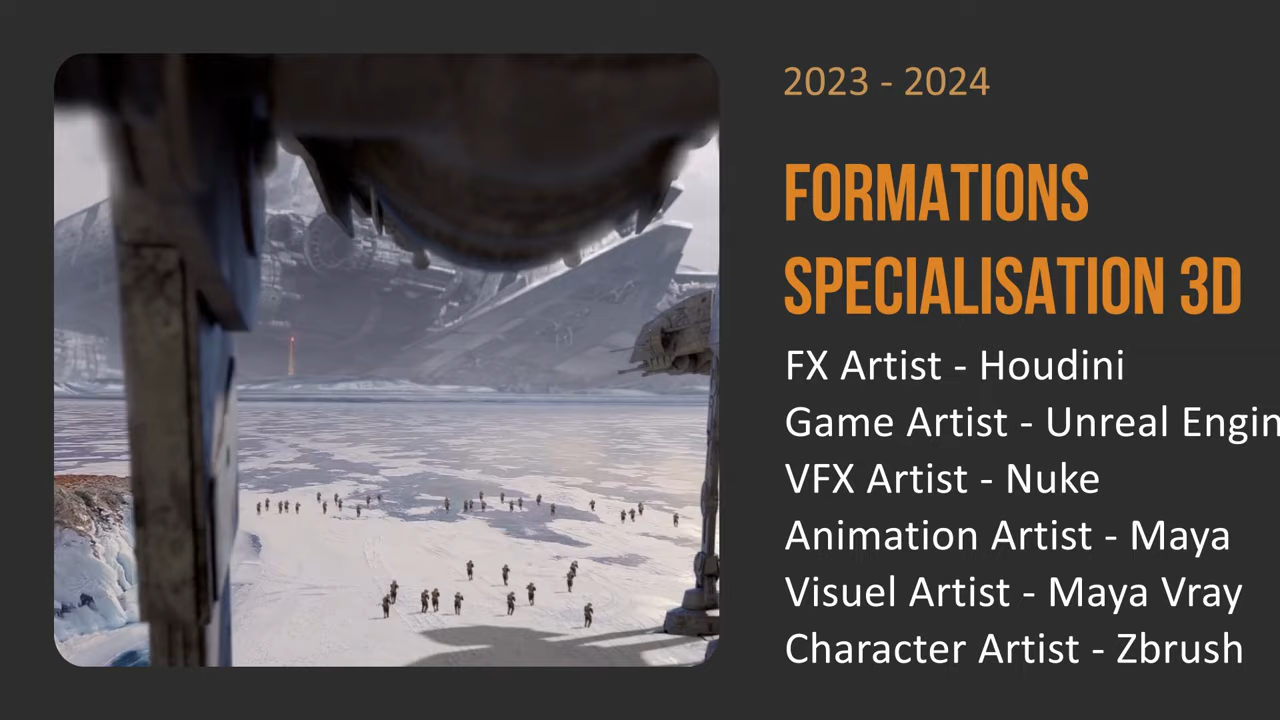 2023 - 2024
FORMATIONS
SPECIALISATION 3D
FX Artist - Houdini
Game Artist - Unreal Engin
VFX Artist - Nuke
Animation Artist - Maya
Visuel Artist - Maya Vray
Character Artist - Zbrush